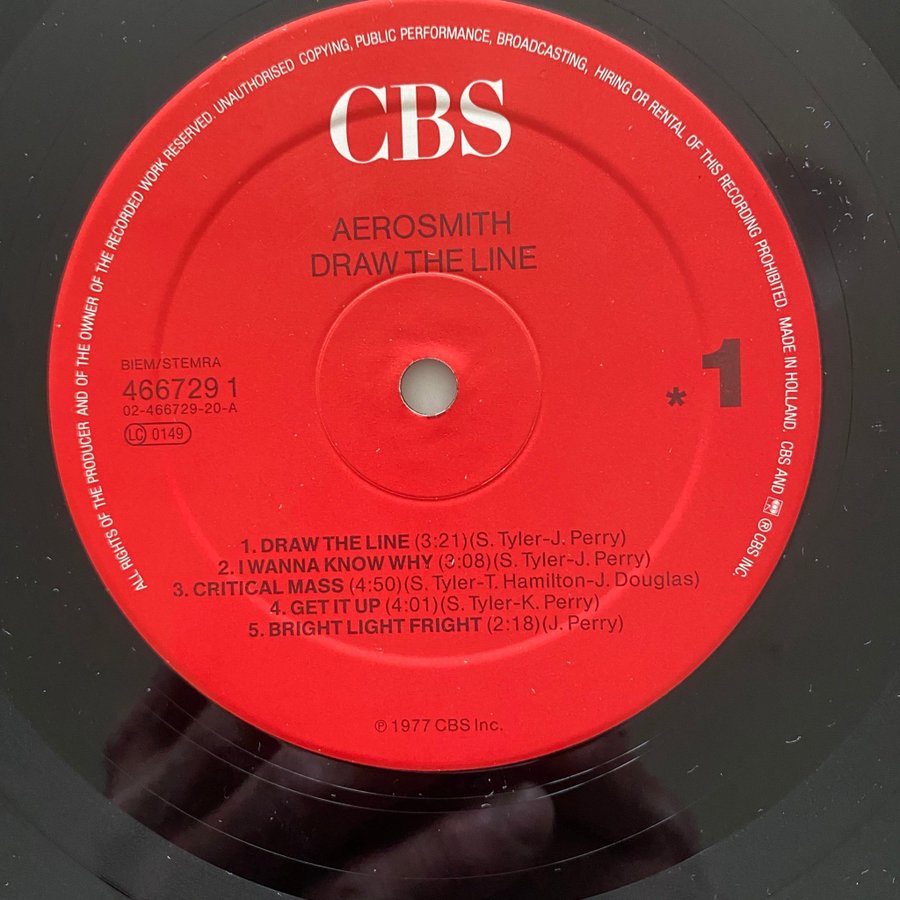 ALL RIGHTS OF THE PRODUCER AND OF THE OWNER OF THE RECORDED WORK RESERVED. UNAUTHORISED COPYING, PUBLIC PERFORMANCE, BROADCASTING, HIRING OR RENTAL OF THIS RECORDING PROHIBITED. MADE IN HOLLAND. CBS AND ℗ CBS INC.
CBS
AEROSMITH
DRAW THE LINE
BIEM/STEMRA
466729 1
02-466729-20-A
LC 0149
*1
1. DRAW THE LINE (3:21)(S. Tyler-J. Perry)
2. I WANNA KNOW WHY (3:08)(S. Tyler-J. Perry)
3. CRITICAL MASS (4:50)(S. Tyler-T. Hamilton-J. Douglas)
4. GET IT UP (4:01)(S. Tyler-K. Perry)
5. BRIGHT LIGHT FRIGHT (2:18)(J. Perry)
℗ 1977 CBS Inc.